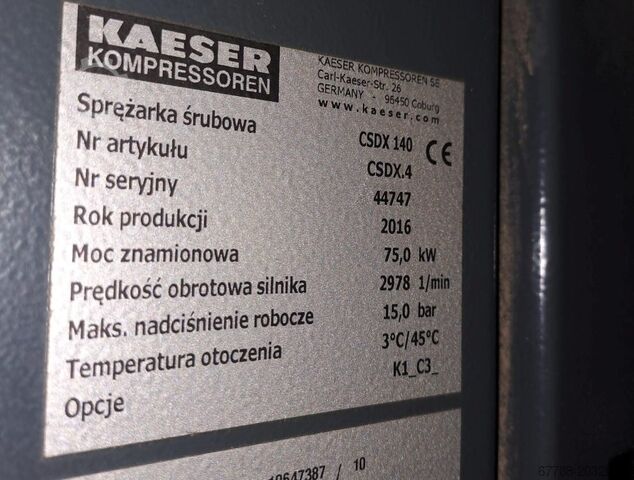 KAESER
KOMPRESSOREN
KAESER KOMPRESSOREN SE
Carl-Kaeser-Str. 26
GERMANY - 96450 Coburg
www.kaeser.com
Sprężarka śrubowa CSDX 140 CE
Nr artykułu CSDX.4
Nr seryjny 44747
Rok produkcji 2016
Moc znamionowa 75,0 kW
Prędkość obrotowa silnika 2978 1/min
Maks. nadciśnienie robocze 15,0 bar
Temperatura otoczenia 3°C/45°C
Opcje K1_C3_
/ 10